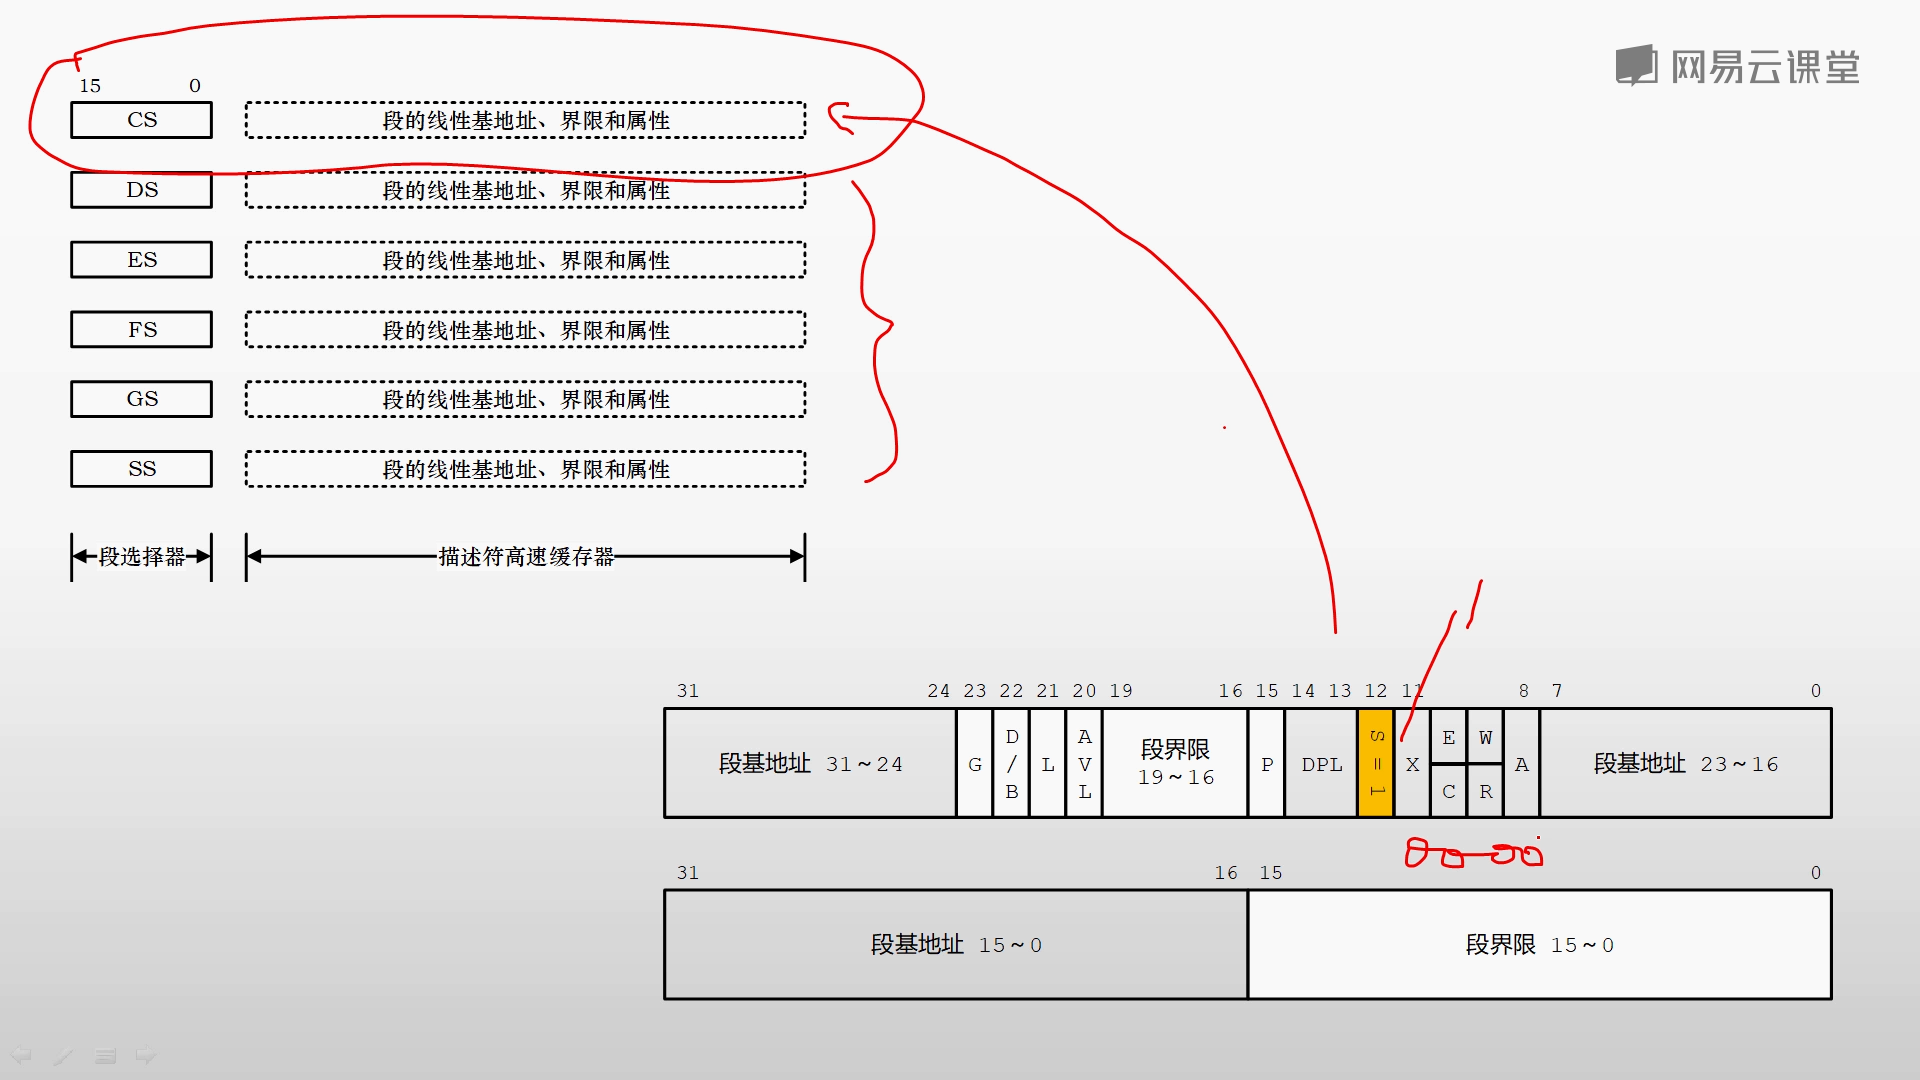 网易云课堂
15 0
CS 段的线性基地址、界限和属性
DS 段的线性基地址、界限和属性
ES 段的线性基地址、界限和属性
FS 段的线性基地址、界限和属性
GS 段的线性基地址、界限和属性
SS 段的线性基地址、界限和属性
段选择器 描述符高速缓存器
31 24 23 22 21 20 19 16 15 14 13 12 11 8 7 0
段基地址 31～24 G D/B L AVL 段界限 19～16 P DPL S=1 X E W A 段基地址 23～16
C R
31 16 15 0
段基地址 15～0 段界限 15～0